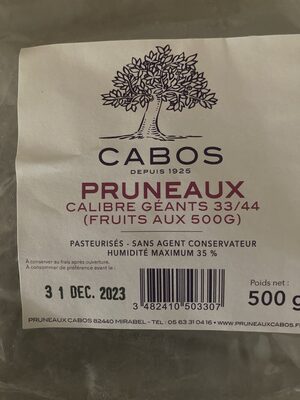 CABOS
DEPUIS 1925
PRUNEAUX
CALIBRE GÉANTS 33/44
(FRUITS AUX 500G)
PASTEURISÉS - SANS AGENT CONSERVATEUR
HUMIDITÉ MAXIMUM 35 %
À conserver au frais après ouverture.
À consommer de préférence avant le :
31 DEC. 2023
3 482410 503307
Poids net :
500 g
PRUNEAUX CABOS 82440 MIRABEL - TEL : 05 63 31 04 16 • WWW.PRUNEAUXCABOS.F